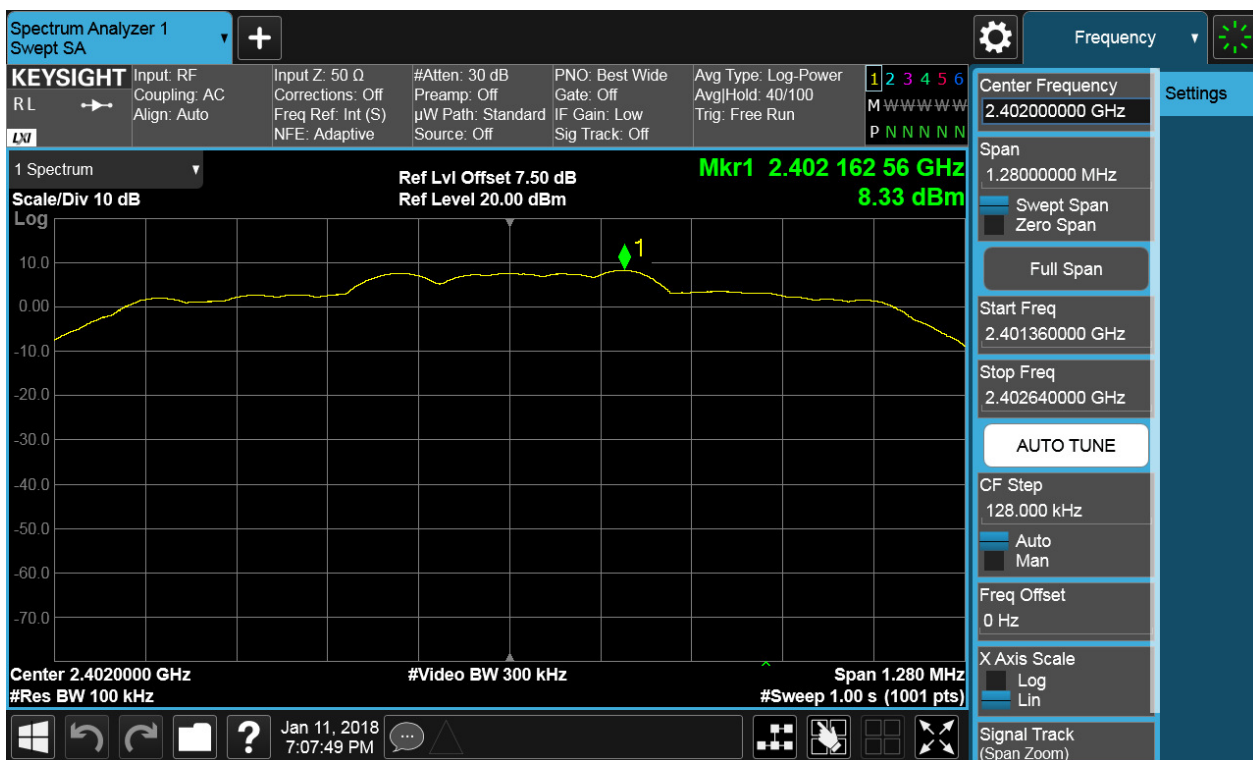 Spectrum Analyzer 1
Swept SA
+
Frequency
KEYSIGHT
RL
LXI
Input: RF
Coupling: AC
Align: Auto
Input Z: 50 Ω
Corrections: Off
Freq Ref: Int (S)
NFE: Adaptive
#Atten: 30 dB
Preamp: Off
µW Path: Standard
Source: Off
PNO: Best Wide
Gate: Off
IF Gain: Low
Sig Track: Off
Avg Type: Log-Power
Avg|Hold: 40/100
Trig: Free Run
1 2 3 4 5 6
M W W W W W
P N N N N N
1 Spectrum
Scale/Div 10 dB
Ref Lvl Offset 7.50 dB
Ref Level 20.00 dBm
Mkr1 2.402 162 56 GHz
8.33 dBm
Log
1
10.0
0.00
-10.0
-20.0
-30.0
-40.0
-50.0
-60.0
-70.0
Center 2.4020000 GHz
#Res BW 100 kHz
#Video BW 300 kHz
Span 1.280 MHz
#Sweep 1.00 s (1001 pts)
?
Jan 11, 2018
7:07:49 PM
Center Frequency
2.402000000 GHz
Span
1.28000000 MHz
Swept Span
Zero Span
Full Span
Start Freq
2.401360000 GHz
Stop Freq
2.402640000 GHz
AUTO TUNE
CF Step
128.000 kHz
Auto
Man
Freq Offset
0 Hz
X Axis Scale
Log
Lin
Signal Track
(Span Zoom)
Settings